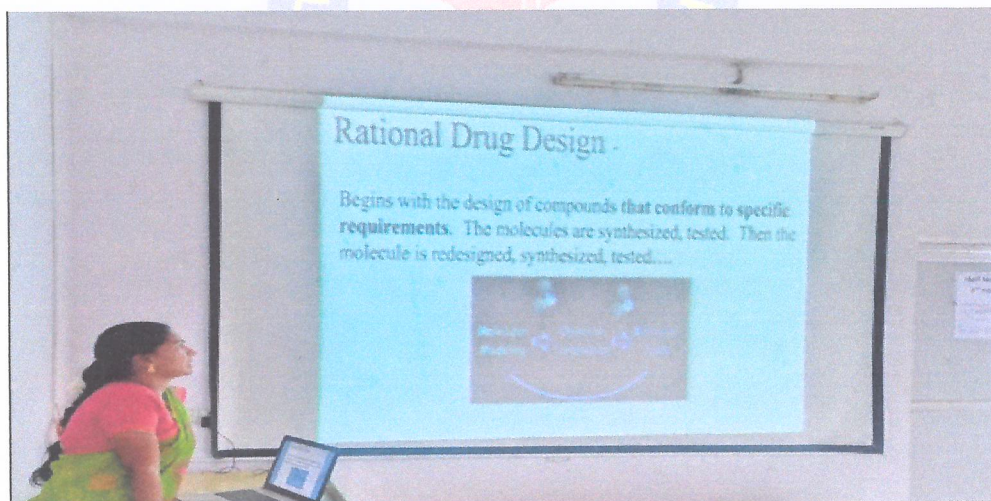 Rational Drug Design -
Begins with the design of compounds that conform to specific
requirements. The molecules are synthesized, tested. Then the
molecule is redesigned, synthesized, tested....